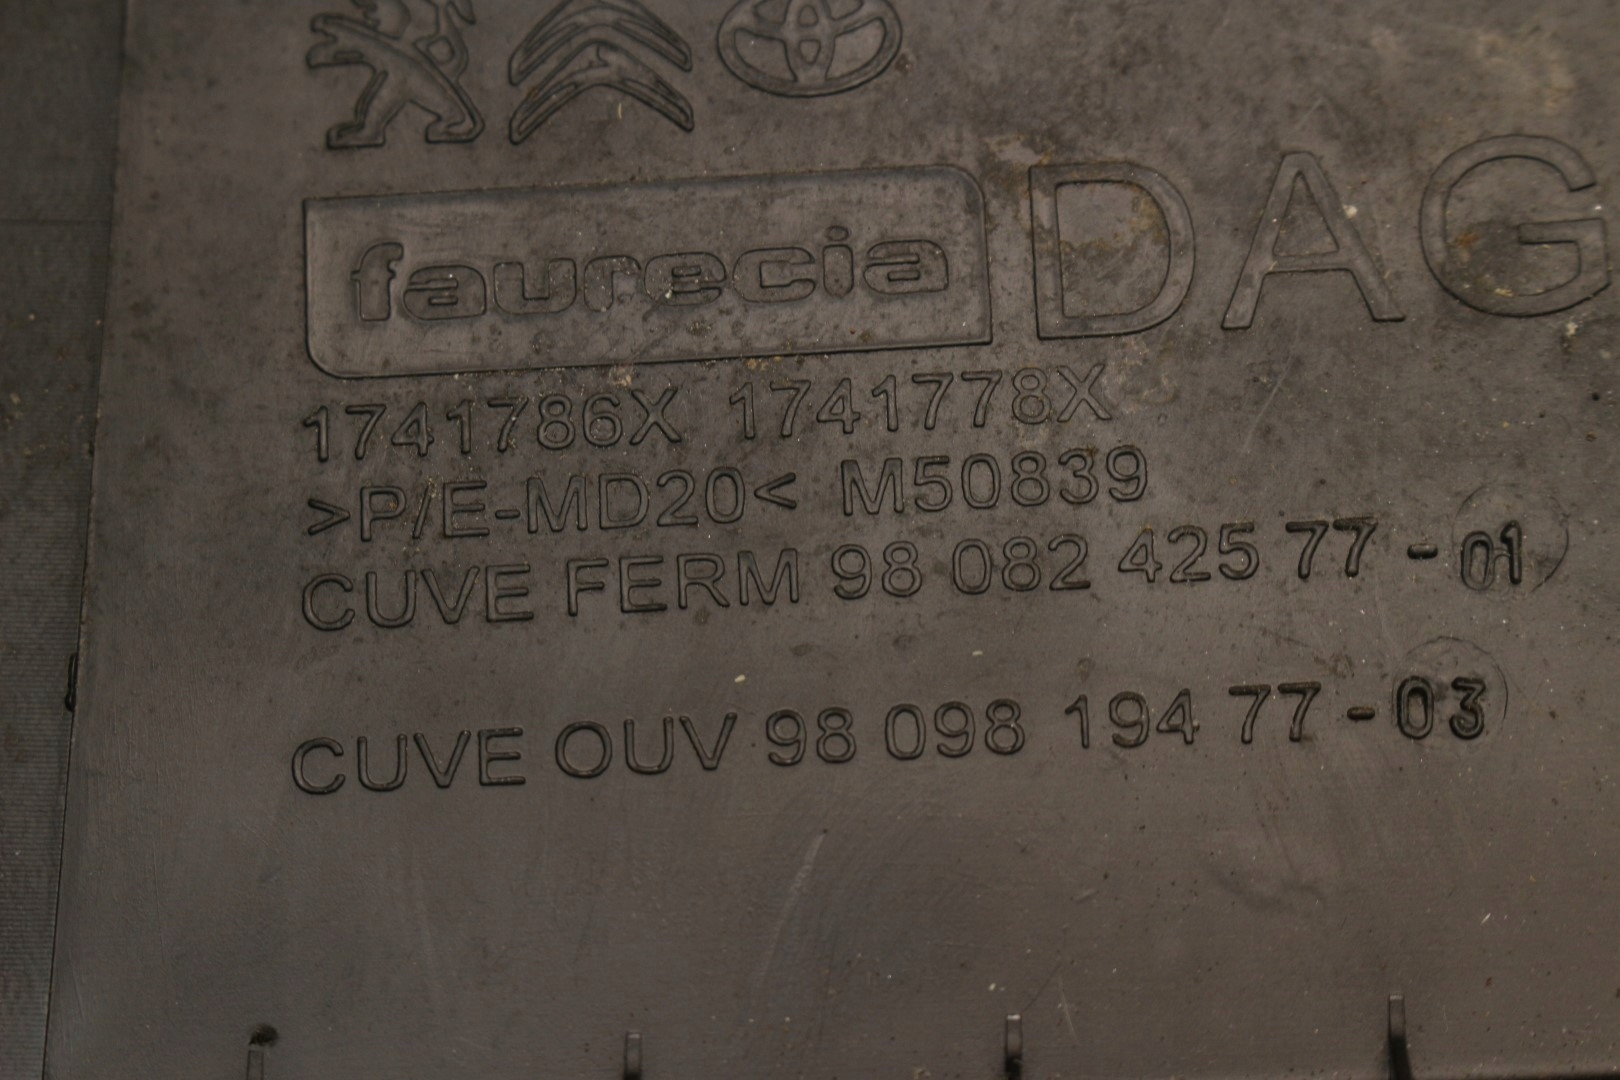 faurecia DAG
1741786X 1741778X
>P/E-MD20< M50839
CUVE FERM 98 082 425 77 - 01
CUVE OUV 98 098 194 77 - 03